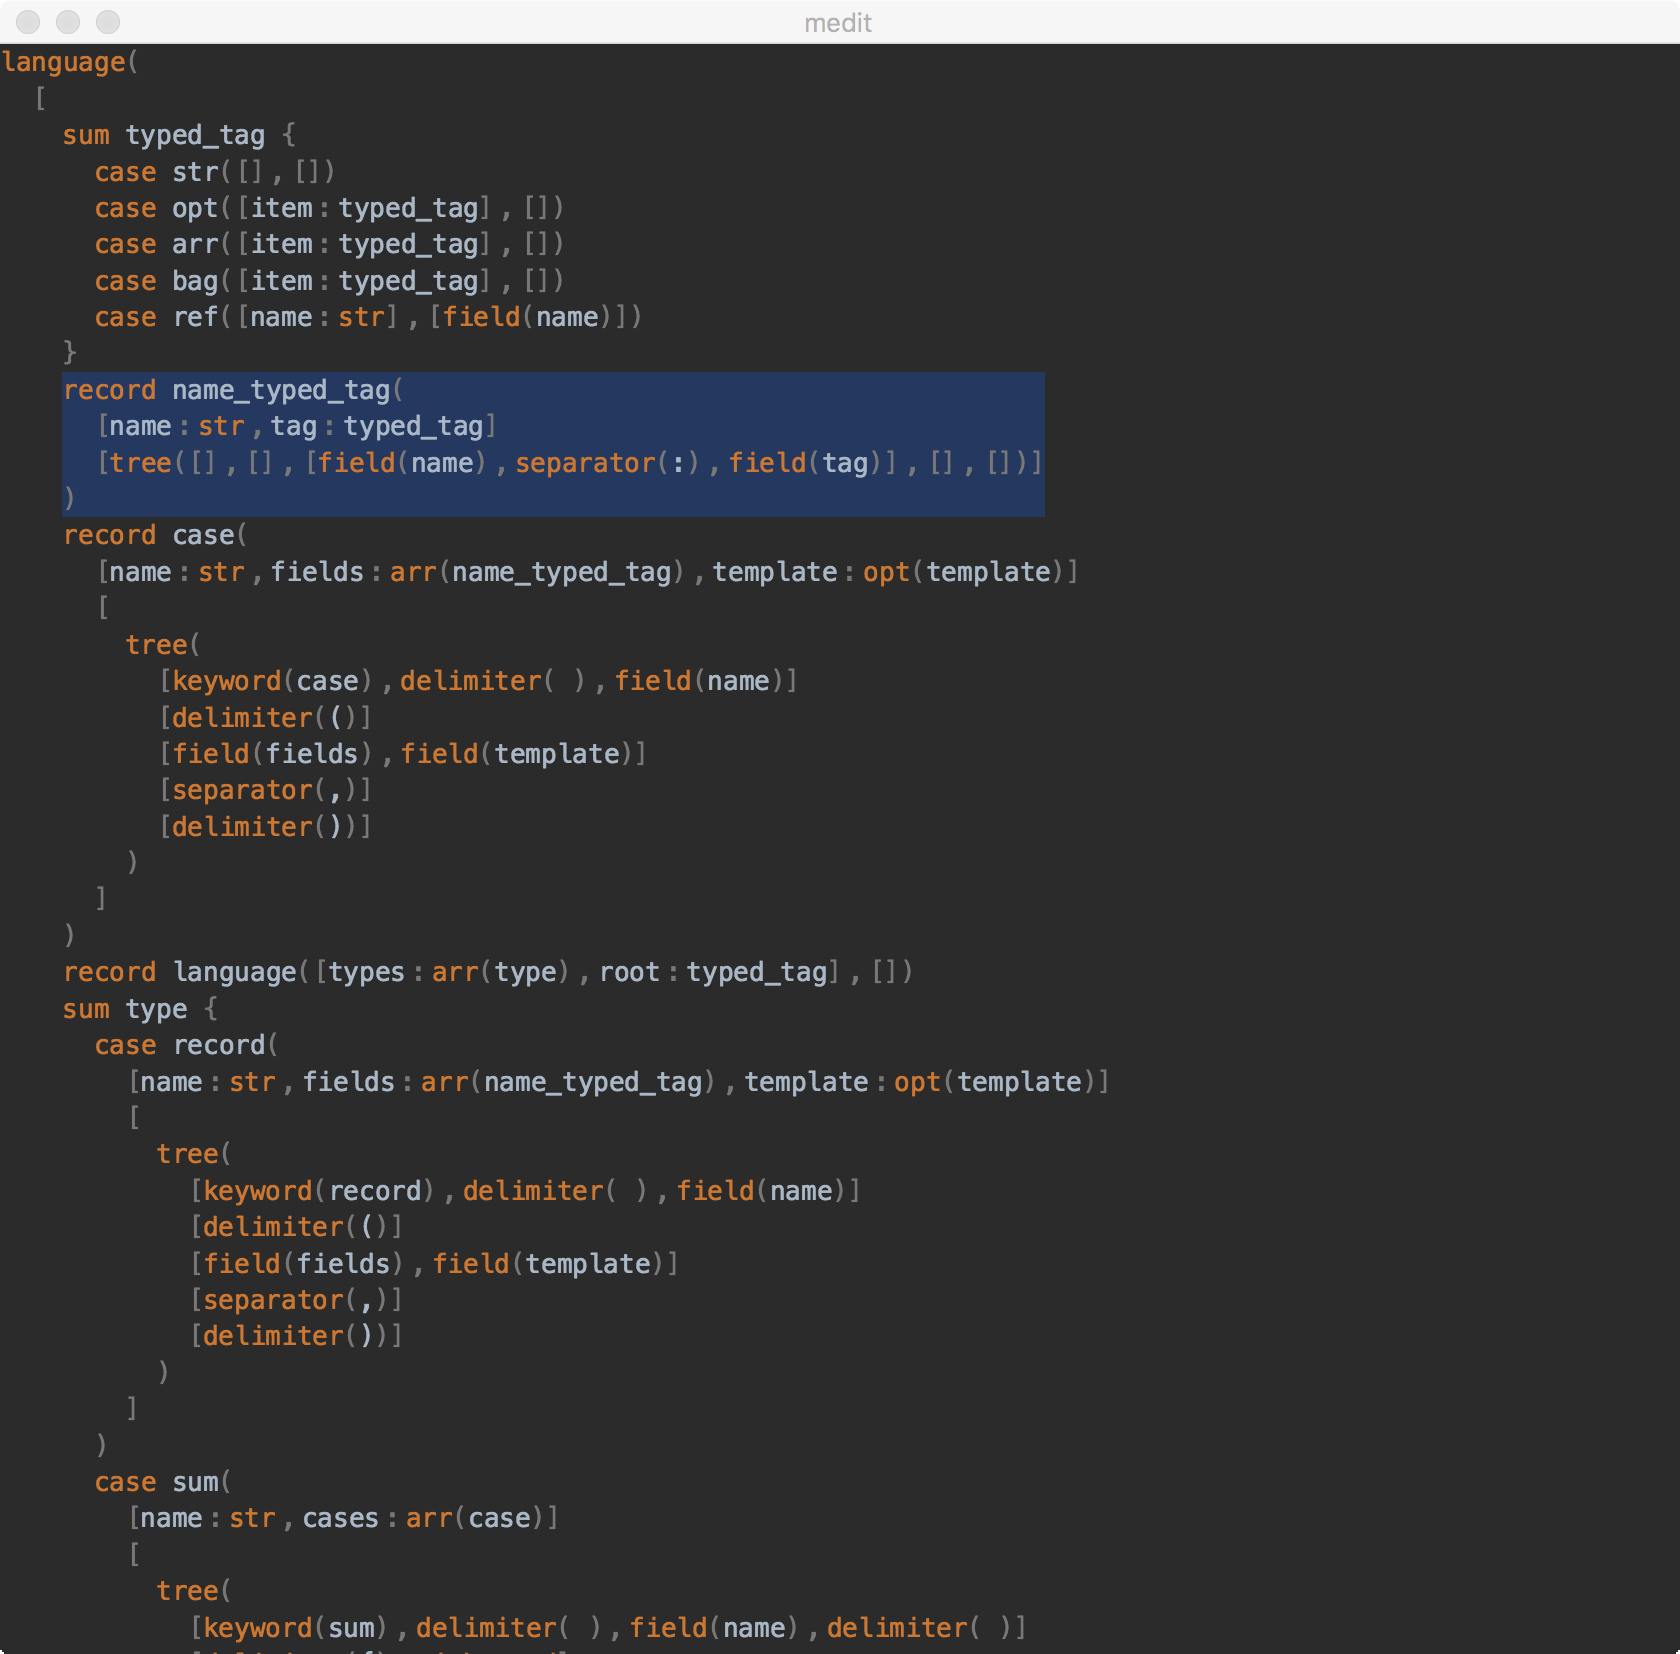 medit
language(
  [
    sum typed_tag {
      case str([],[])
      case opt([item:typed_tag],[])
      case arr([item:typed_tag],[])
      case bag([item:typed_tag],[])
      case ref([name:str],[field(name)])
    }
    record name_typed_tag(
      [name:str,tag:typed_tag]
      [tree([],[],[field(name),separator(:),field(tag)],[],[])]
    )
    record case(
      [name:str,fields:arr(name_typed_tag),template:opt(template)]
      [
        tree(
          [keyword(case),delimiter( ),field(name)]
          [delimiter(()]
          [field(fields),field(template)]
          [separator(,)]
          [delimiter())]
        )
      ]
    )
    record language([types:arr(type),root:typed_tag],[])
    sum type {
      case record(
        [name:str,fields:arr(name_typed_tag),template:opt(template)]
        [
          tree(
            [keyword(record),delimiter( ),field(name)]
            [delimiter(()]
            [field(fields),field(template)]
            [separator(,)]
            [delimiter())]
          )
        ]
      )
      case sum(
        [name:str,cases:arr(case)]
        [
          tree(
            [keyword(sum),delimiter( ),field(name),delimiter( )]